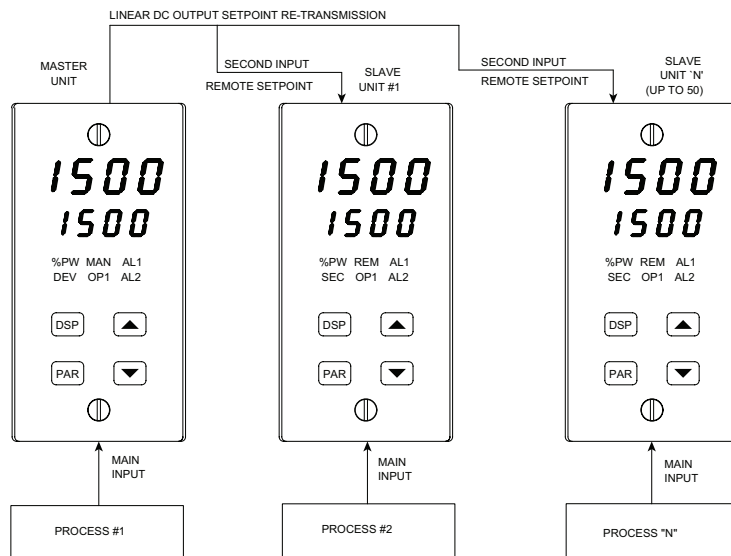 LINEAR DC OUTPUT SETPOINT RE-TRANSMISSION
MASTER
UNIT
SECOND INPUT
REMOTE SETPOINT
SLAVE
UNIT #1
SECOND INPUT
REMOTE SETPOINT
SLAVE
UNIT `N'
(UP TO 50)
1500
1500
%PW MAN AL1
DEV OP1 AL2
DSP
PAR
1500
1500
%PW REM AL1
SEC OP1 AL2
DSP
PAR
1500
1500
%PW REM AL1
SEC OP1 AL2
DSP
PAR
MAIN
INPUT
MAIN
INPUT
MAIN
INPUT
PROCESS #1
PROCESS #2
PROCESS "N"